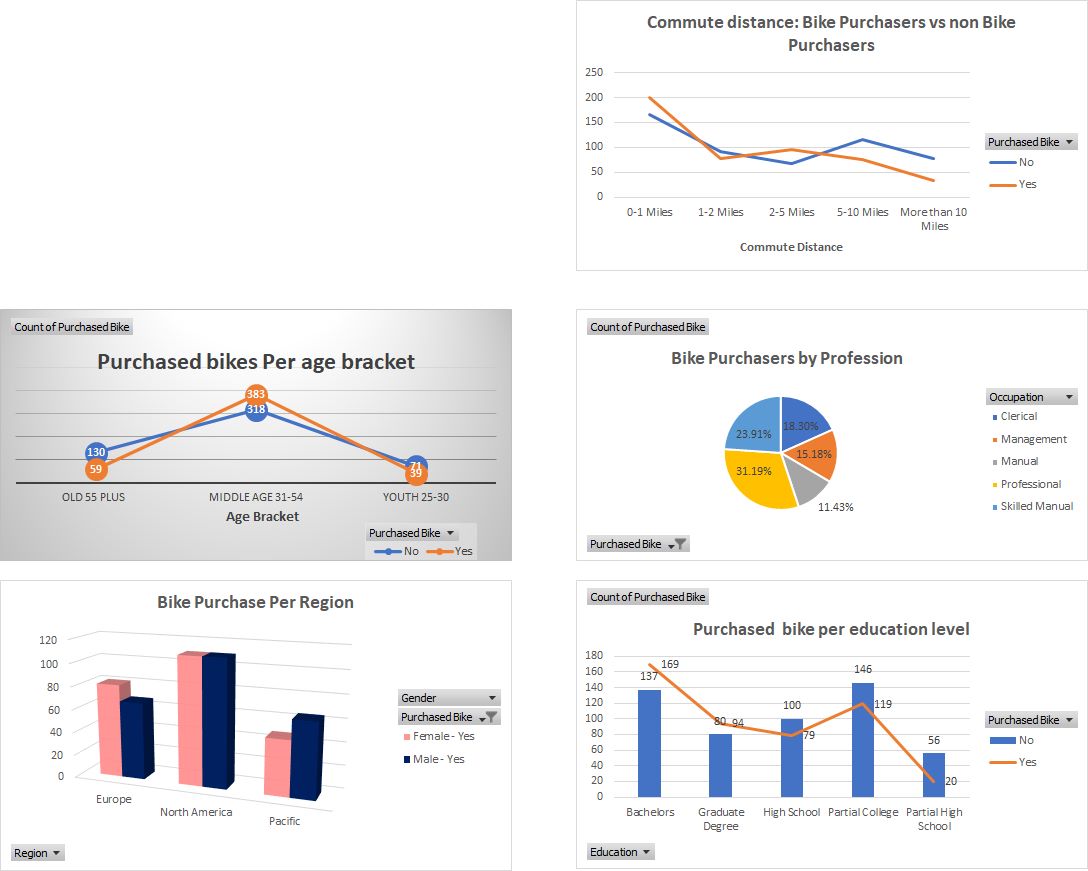 Commute distance: Bike Purchasers vs non Bike
Purchasers
250
200
150
100
50
0
0-1 Miles
1-2 Miles
2-5 Miles
5-10 Miles
More than 10
Miles
Commute Distance
Purchased Bike
No
Yes
Count of Purchased Bike
Purchased bikes Per age bracket
383
318
130
59
71
39
OLD 55 PLUS
MIDDLE AGE 31-54
YOUTH 25-30
Age Bracket
Purchased Bike
No
Yes
Count of Purchased Bike
Bike Purchasers by Profession
18.30%
15.18%
11.43%
31.19%
23.91%
Occupation
Clerical
Management
Manual
Professional
Skilled Manual
Purchased Bike
Bike Purchase Per Region
120
100
80
60
40
20
0
Europe
North America
Pacific
Gender
Purchased Bike
Female - Yes
Male - Yes
Region
Count of Purchased Bike
Purchased bike per education level
180
160
140
120
100
80
60
40
20
0
169
137
80
94
100
79
146
119
56
20
Bachelors
Graduate
Degree
High School
Partial College
Partial High
School
Purchased Bike
No
Yes
Education